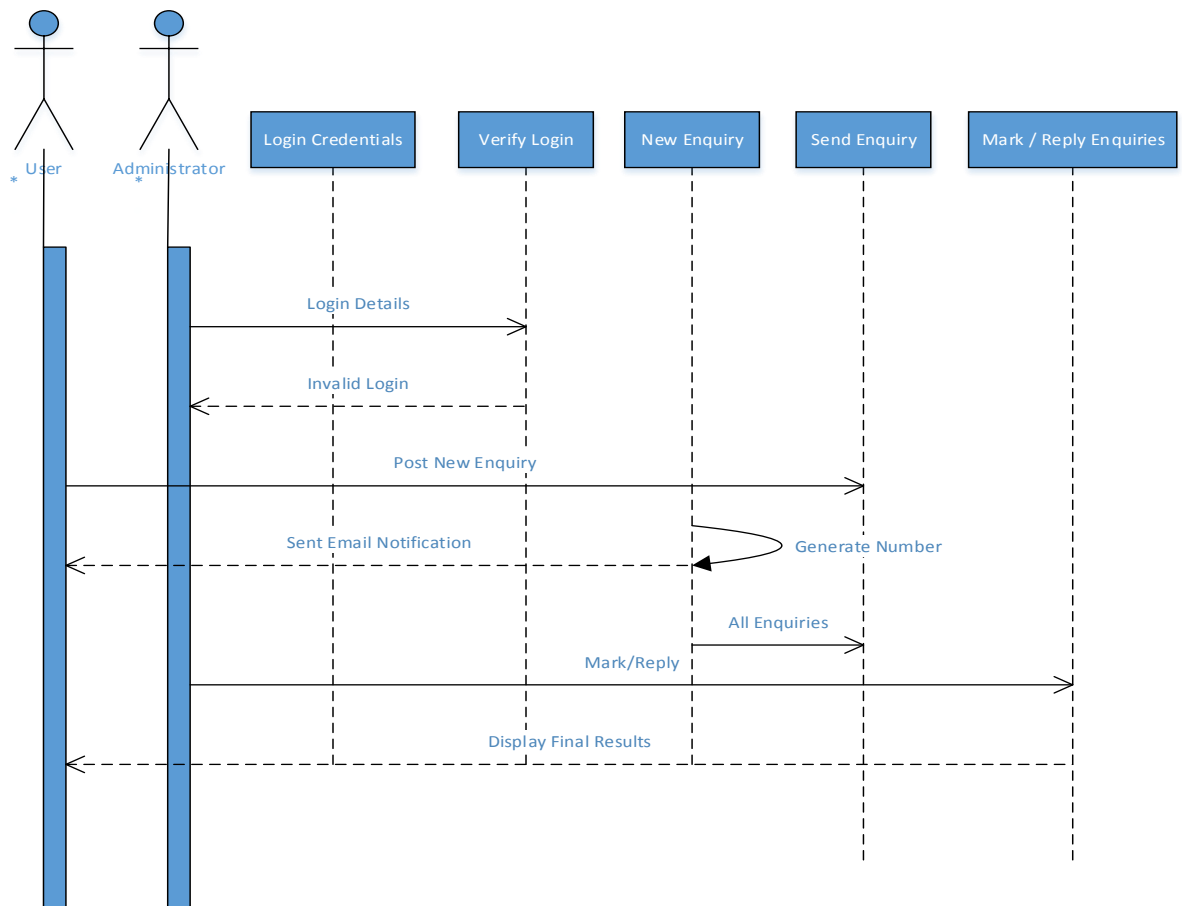 Login Credentials
Verify Login
New Enquiry
Send Enquiry
Mark / Reply Enquiries
User
*
Administrator
*
Login Details
Invalid Login
Post New Enquiry
Sent Email Notification
Generate Number
All Enquiries
Mark/Reply
Display Final Results